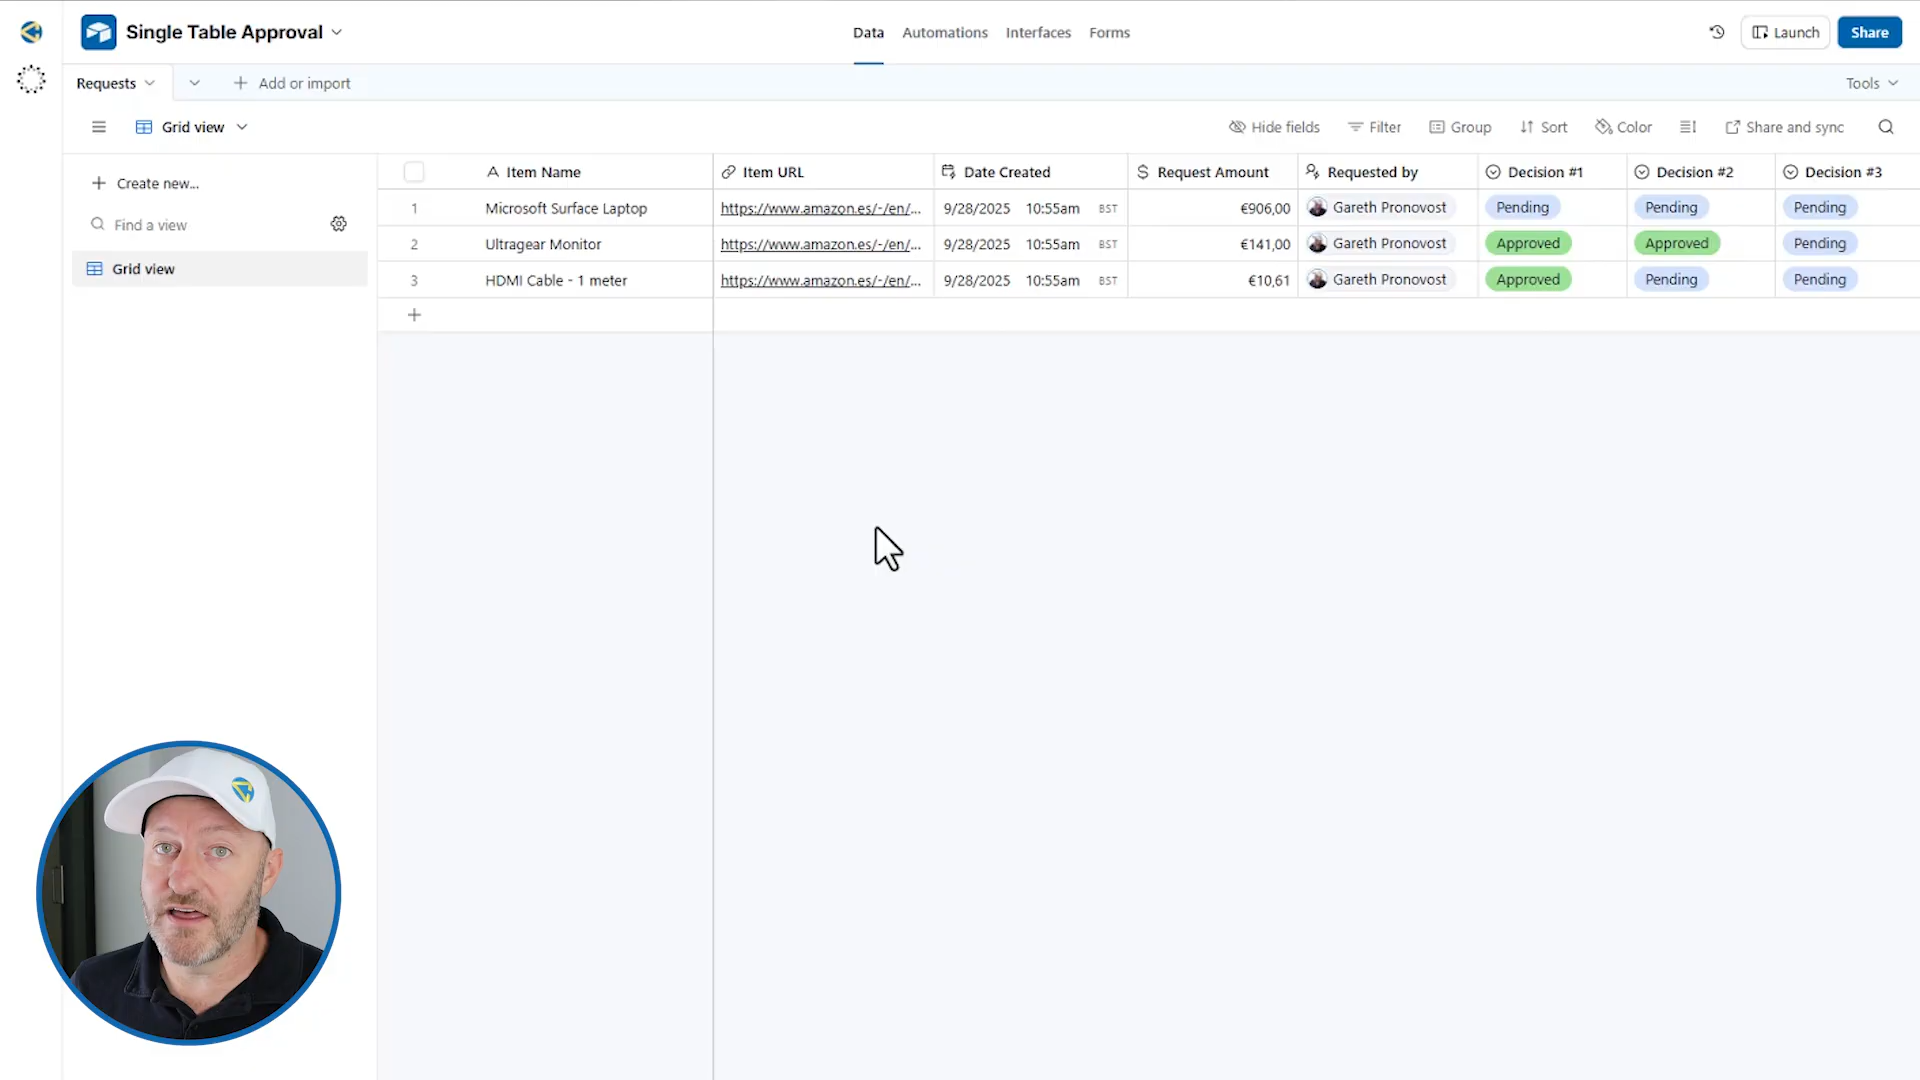 Single Table Approval
Data Automations Interfaces Forms
Launch Share
Requests Add or import Tools
Grid view Hide fields Filter Group Sort Color Share and sync
Create new...
Find a view
Grid view
Item Name Item URL Date Created Request Amount Requested by Decision #1 Decision #2 Decision #3
1 Microsoft Surface Laptop https://www.amazon.es/-/en/... 9/28/2025 10:55am BST €906,00 Gareth Pronovost Pending Pending Pending
2 Ultragear Monitor https://www.amazon.es/-/en/... 9/28/2025 10:55am BST €141,00 Gareth Pronovost Approved Approved Pending
3 HDMI Cable - 1 meter https://www.amazon.es/-/en/... 9/28/2025 10:55am BST €10,61 Gareth Pronovost Approved Pending Pending